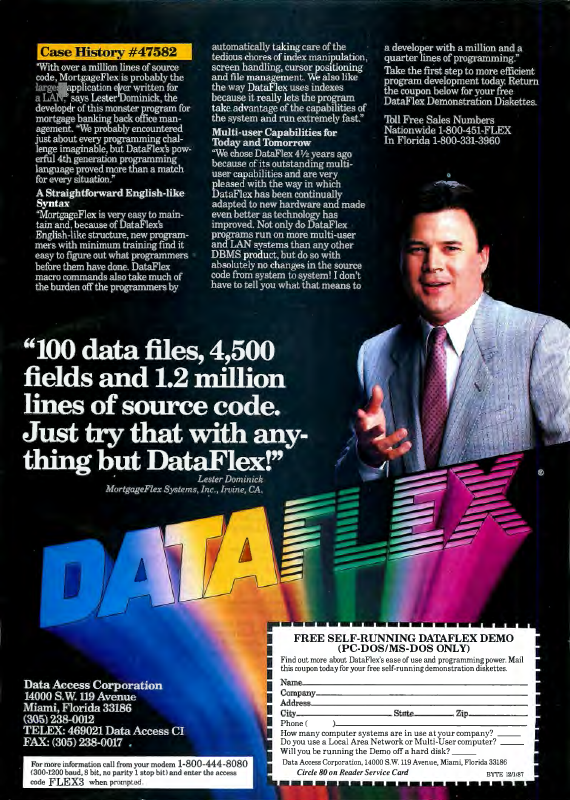 Case History #47582
"With over a million lines of source
code, MortgageFlex is probably the
largest application ever written for
a LAN," says Lester Dominick, the
developer of this monster program for
mortgage banking back office man-
agement. "We probably encountered
just about every programming chal-
lenge imaginable, but DataFlex's pow-
erful 4th generation programming
language proved more than a match
for every situation."
A Straightforward English-like
Syntax
"MortgageFlex is very easy to main-
tain and, because of DataFlex's
English-like structure, new program-
mers with minimum training find it
easy to figure out what programmers
before them have done. DataFlex
macro commands also take much of
the burden off the programmers by
automatically taking care of the
tedious chores of index manipulation,
screen handling, cursor positioning
and file management. We also like
the way DataFlex uses indexes
because it really lets the program
take advantage of the capabilities of
the system and run extremely fast."
Multi-user Capabilities for
Today and Tomorrow
"We chose DataFlex 4½ years ago
because of its outstanding multi-
user capabilities and are very
pleased with the way in which
DataFlex has been continually
adapted to new hardware and made
even better as technology has
improved. Not only do DataFlex
programs run on more multi-user
and LAN systems than any other
DBMS product, but do so with
absolutely no changes in the source
code from system to system! I don't
have to tell you what that means to
a developer with a million and a
quarter lines of programming."
Take the first step to more efficient
program development today. Return
the coupon below for your free
DataFlex Demonstration Diskettes.
Toll Free Sales Numbers
Nationwide 1-800-451-FLEX
In Florida 1-800-331-3960
"100 data files, 4,500
fields and 1.2 million
lines of source code.
Just try that with any-
thing but DataFlex!"
Lester Dominick
MortgageFlex Systems, Inc., Irvine, CA.
DATAFLEX®
Data Access Corporation
14000 S.W. 119 Avenue
Miami, Florida 33186
(305) 238-0012
TELEX: 469021 Data Access CI
FAX: (305) 238-0017
For more information call from your modem 1-800-444-8080
(300-1200 baud, 8 bit, no parity 1 stop bit) and enter the access
code FLEX3 when prompted.
FREE SELF-RUNNING DATAFLEX DEMO
(PC-DOS/MS-DOS ONLY)
Find out more about DataFlex's ease of use and programming power. Mail
this coupon today for your free self-running demonstration diskettes.
Name
Company
Address
City State Zip
Phone ( )
How many computer systems are in use at your company?
Do you use a Local Area Network or Multi-User computer?
Will you be running the Demo off a hard disk?
Data Access Corporation, 14000 S.W. 119 Avenue, Miami, Florida 33186
Circle 80 on Reader Service Card
BYTE 12/1/87